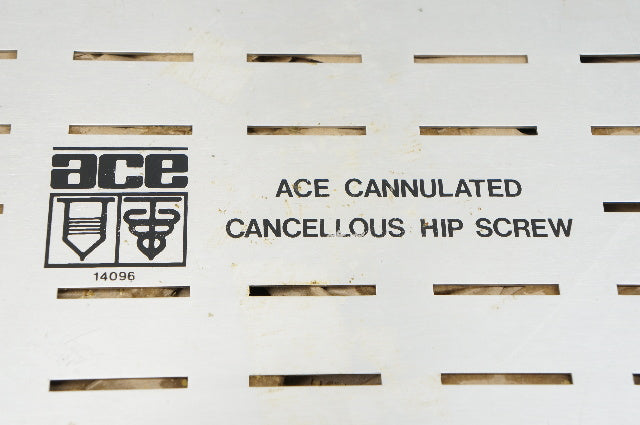 ace
14096
ACE CANNULATED
CANCELLOUS HIP SCREW